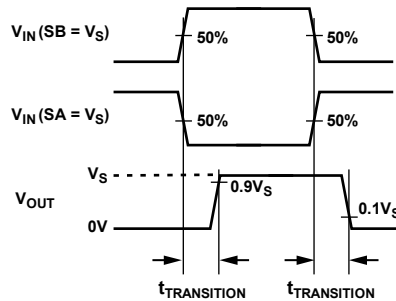 V_IN (SB = V_S)
50%
50%
V_IN (SA = V_S)
50%
50%
V_S
0.9V_S
V_OUT
0.1V_S
0V
t_TRANSITION
t_TRANSITION